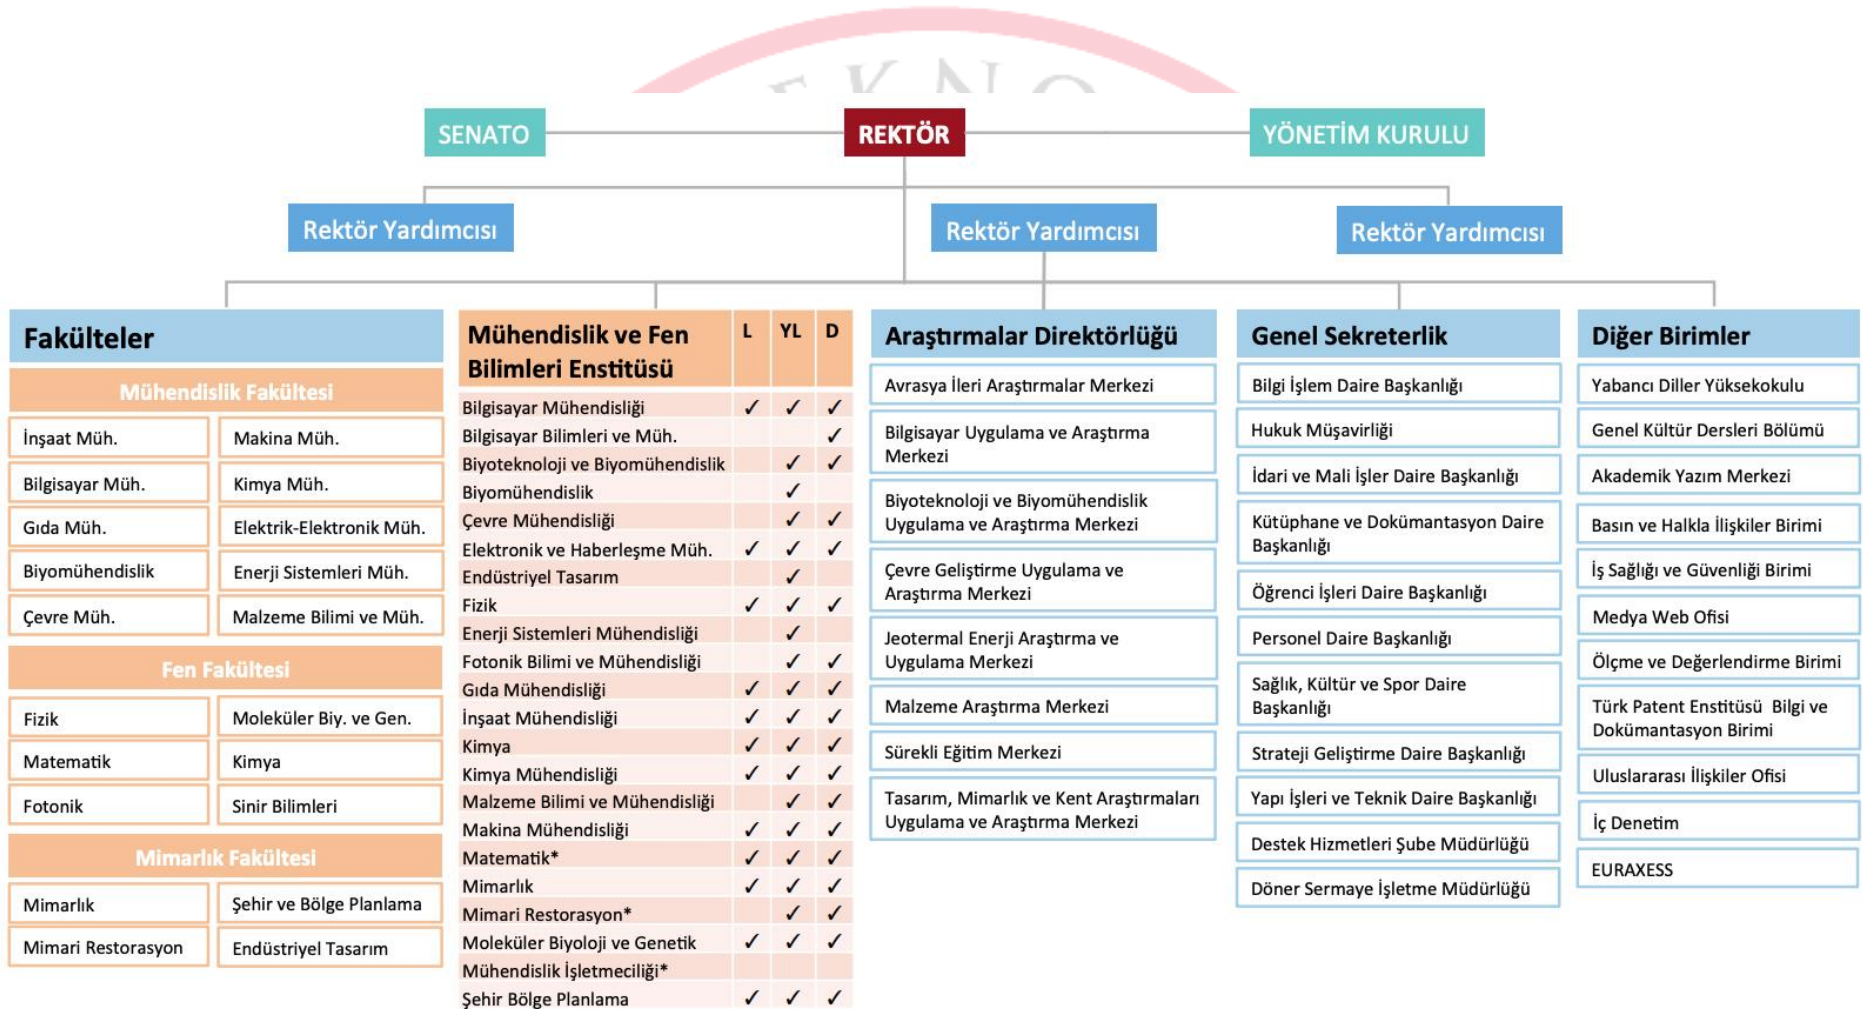 E K N O
SENATO
REKTÖR
YÖNETİM KURULU
Rektör Yardımcısı
Rektör Yardımcısı
Rektör Yardımcısı
Fakülteler
Mühendislik Fakültesi
İnşaat Müh.
Makina Müh.
Bilgisayar Müh.
Kimya Müh.
Gıda Müh.
Elektrik-Elektronik Müh.
Biyomühendislik
Enerji Sistemleri Müh.
Çevre Müh.
Malzeme Bilimi ve Müh.
Fen Fakültesi
Fizik
Moleküler Biy. ve Gen.
Matematik
Kimya
Fotonik
Sinir Bilimleri
Mimarlık Fakültesi
Mimarlık
Şehir ve Bölge Planlama
Mimari Restorasyon
Endüstriyel Tasarım
Mühendislik ve Fen
Bilimleri Enstitüsü
L YL D
Bilgisayar Mühendisliği ✓ ✓ ✓
Bilgisayar Bilimleri ve Müh. ✓
Biyoteknoloji ve Biyomühendislik ✓ ✓
Biyomühendislik ✓
Çevre Mühendisliği ✓ ✓
Elektronik ve Haberleşme Müh. ✓ ✓ ✓
Endüstriyel Tasarım ✓
Fizik ✓ ✓ ✓
Enerji Sistemleri Mühendisliği ✓
Fotonik Bilimi ve Mühendisliği ✓ ✓
Gıda Mühendisliği ✓ ✓ ✓
İnşaat Mühendisliği ✓ ✓ ✓
Kimya ✓ ✓ ✓
Kimya Mühendisliği ✓ ✓ ✓
Malzeme Bilimi ve Mühendisliği ✓ ✓
Makina Mühendisliği ✓ ✓ ✓
Matematik* ✓ ✓ ✓
Mimarlık ✓ ✓ ✓
Mimari Restorasyon* ✓ ✓
Moleküler Biyoloji ve Genetik ✓ ✓ ✓
Mühendislik İşletmeciliği*
Şehir Bölge Planlama ✓ ✓ ✓
Araştırmalar Direktörlüğü
Avrasya İleri Araştırmalar Merkezi
Bilgisayar Uygulama ve Araştırma
Merkezi
Biyoteknoloji ve Biyomühendislik
Uygulama ve Araştırma Merkezi
Çevre Geliştirme Uygulama ve
Araştırma Merkezi
Jeotermal Enerji Araştırma ve
Uygulama Merkezi
Malzeme Araştırma Merkezi
Sürekli Eğitim Merkezi
Tasarım, Mimarlık ve Kent Araştırmaları
Uygulama ve Araştırma Merkezi
Genel Sekreterlik
Bilgi İşlem Daire Başkanlığı
Hukuk Müşavirliği
İdari ve Mali İşler Daire Başkanlığı
Kütüphane ve Dokümantasyon Daire
Başkanlığı
Öğrenci İşleri Daire Başkanlığı
Personel Daire Başkanlığı
Sağlık, Kültür ve Spor Daire
Başkanlığı
Strateji Geliştirme Daire Başkanlığı
Yapı İşleri ve Teknik Daire Başkanlığı
Destek Hizmetleri Şube Müdürlüğü
Döner Sermaye İşletme Müdürlüğü
Diğer Birimler
Yabancı Diller Yüksekokulu
Genel Kültür Dersleri Bölümü
Akademik Yazım Merkezi
Basın ve Halkla İlişkiler Birimi
İş Sağlığı ve Güvenliği Birimi
Medya Web Ofisi
Ölçme ve Değerlendirme Birimi
Türk Patent Enstitüsü Bilgi ve
Dokümantasyon Birimi
Uluslararası İlişkiler Ofisi
İç Denetim
EURAXESS